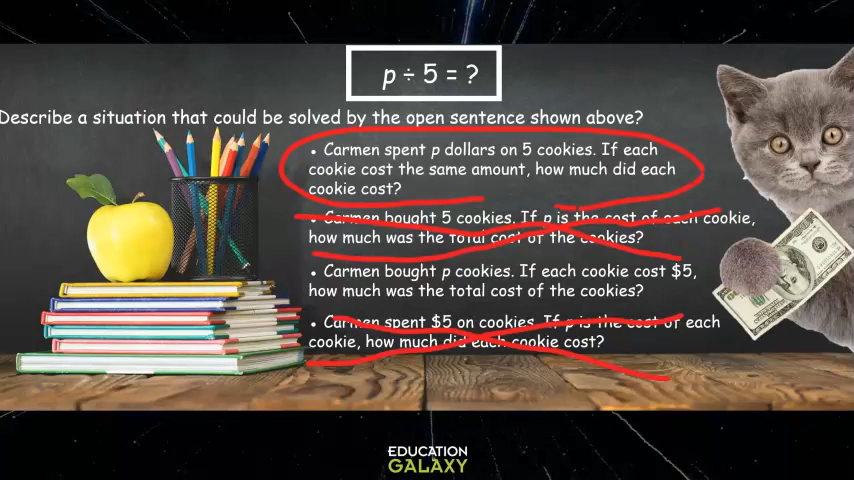 p ÷ 5 = ?
Describe a situation that could be solved by the open sentence shown above?
• Carmen spent p dollars on 5 cookies. If each
cookie cost the same amount, how much did each
cookie cost?
• Carmen bought 5 cookies. If p is the cost of each cookie,
how much was the total cost of the cookies?
• Carmen bought p cookies. If each cookie cost $5,
how much was the total cost of the cookies?
• Carmen spent $5 on cookies. If p is the cost of each
cookie, how much did each cookie cost?
EDUCATION
GALAXY